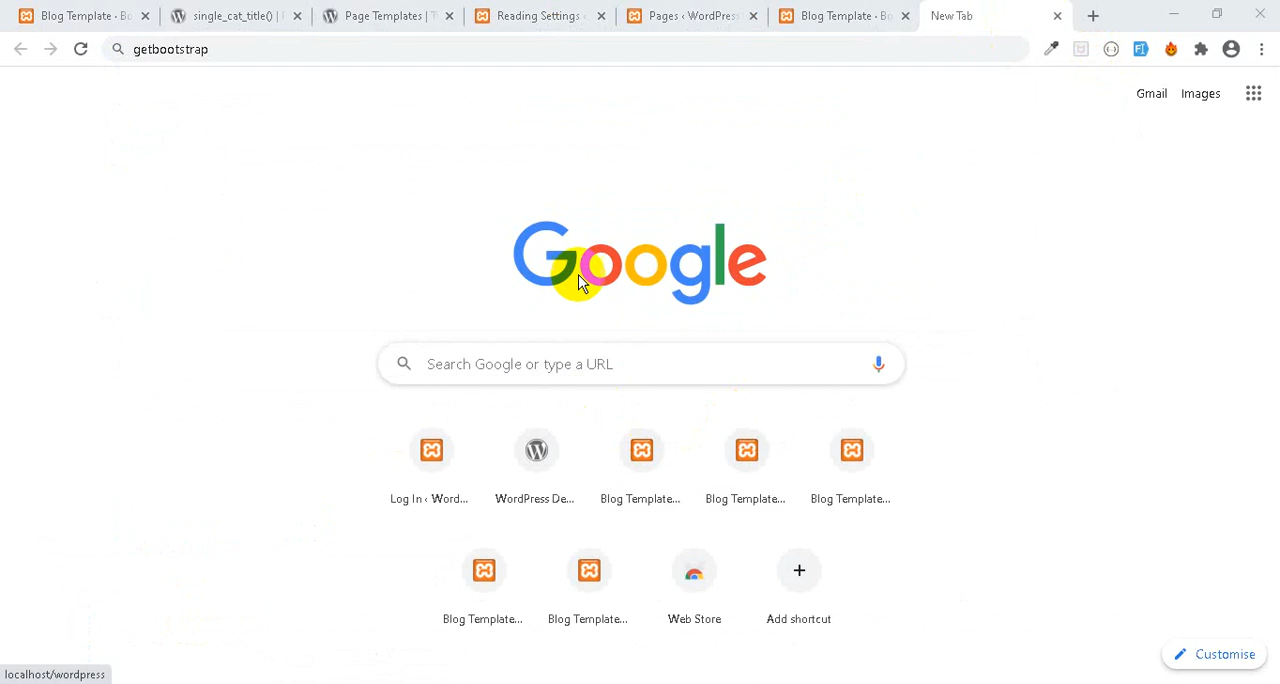 Blog Template · Bo
single_cat_title() |
Page Templates | T
Reading Settings ‹
Pages ‹ WordPress
Blog Template · Bo
New Tab
getbootstrap
Gmail
Images
Google
Search Google or type a URL
Log In ‹ Word...
WordPress De...
Blog Template...
Blog Template...
Blog Template...
Blog Template...
Blog Template...
Web Store
Add shortcut
Customise
localhost/wordpress